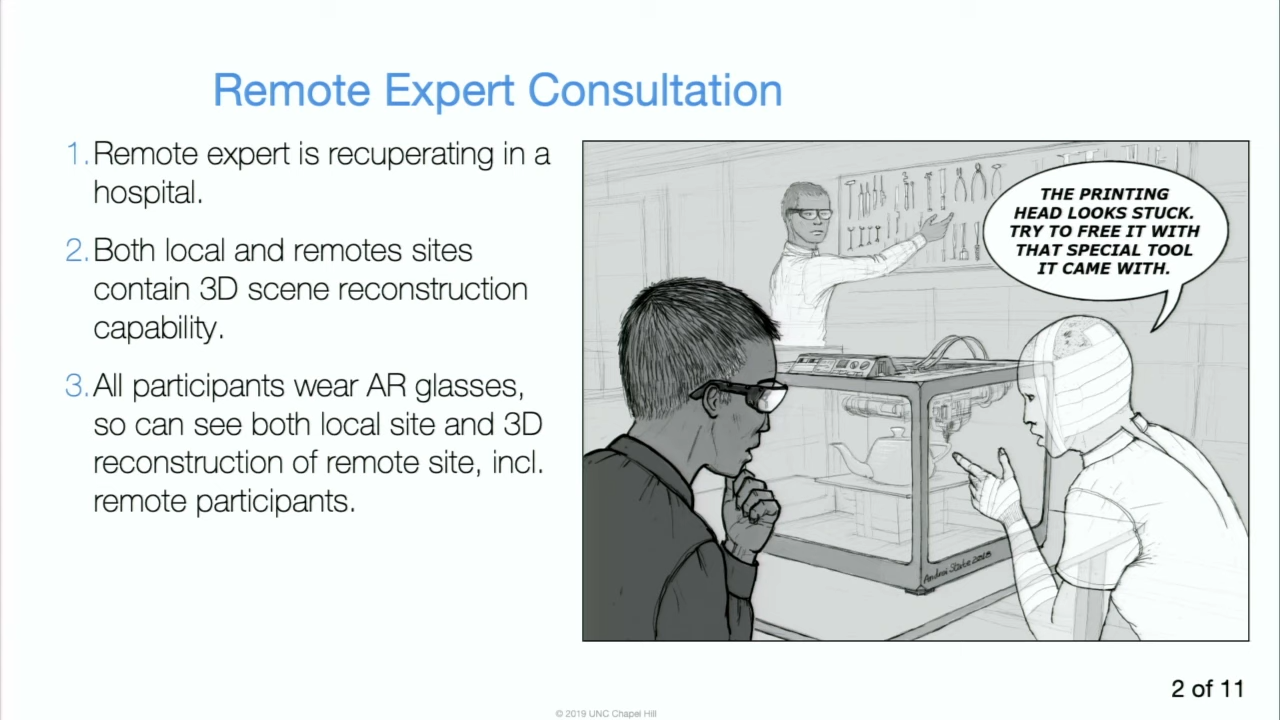 Remote Expert Consultation
1. Remote expert is recuperating in a
hospital.
2. Both local and remotes sites
contain 3D scene reconstruction
capability.
3. All participants wear AR glasses,
so can see both local site and 3D
reconstruction of remote site, incl.
remote participants.
THE PRINTING
HEAD LOOKS STUCK.
TRY TO FREE IT WITH
THAT SPECIAL TOOL
IT CAME WITH.
2 of 11
© 2019 UNC Chapel Hill